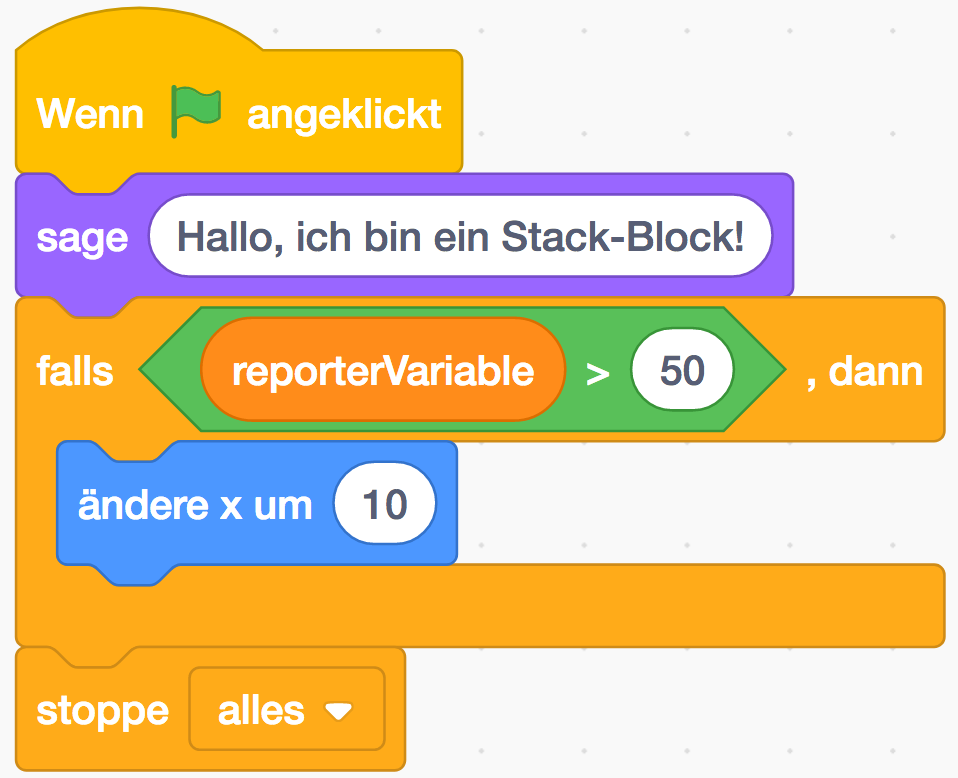 Wenn angeklickt
sage Hallo, ich bin ein Stack-Block!
falls reporterVariable > 50 , dann
ändere x um 10
stoppe alles